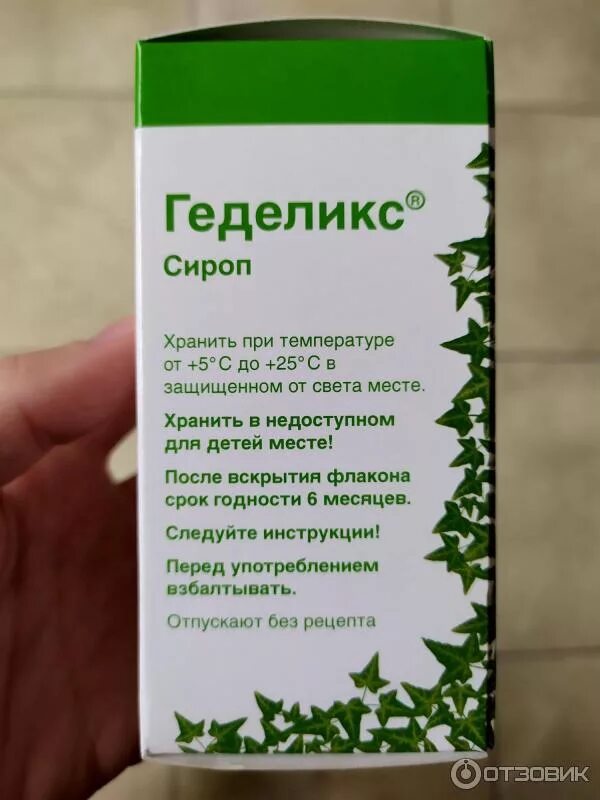 Геделикс®
Сироп
Хранить при температуре
от +5°C до +25°C в
защищенном от света месте.
Хранить в недоступном
для детей месте!
После вскрытия флакона
срок годности 6 месяцев.
Следуйте инструкции!
Перед употреблением
взбалтывать.
Отпускают без рецепта
ОТЗОВИК